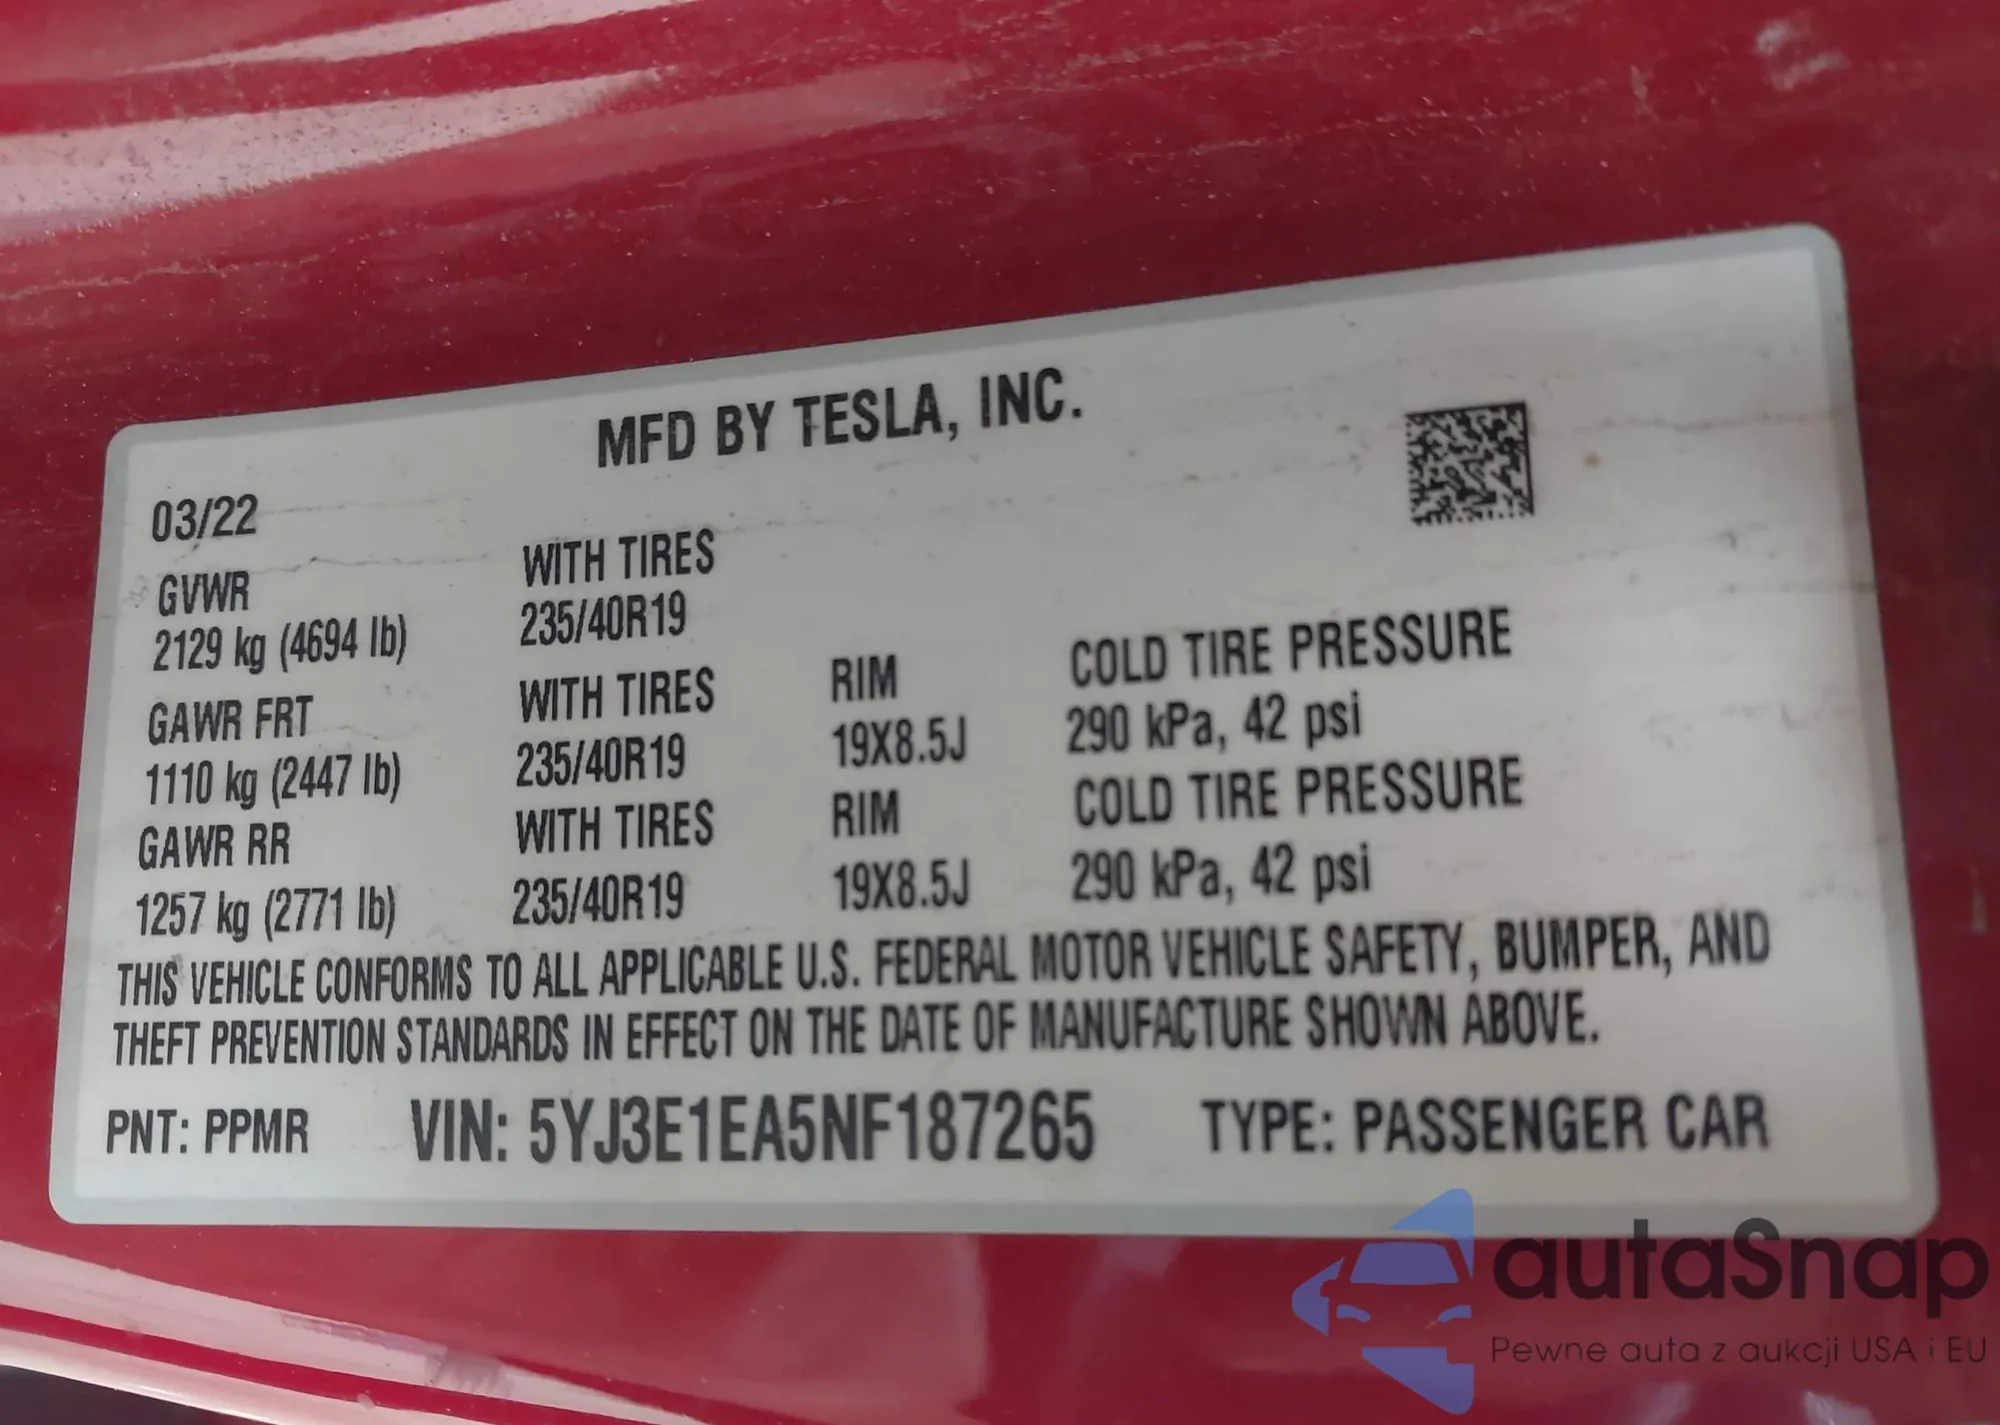 MFD BY TESLA, INC.
03/22
GVWR WITH TIRES
2129 kg (4694 lb) 235/40R19
GAWR FRT WITH TIRES RIM COLD TIRE PRESSURE
1110 kg (2447 lb) 235/40R19 19X8.5J 290 kPa, 42 psi
GAWR RR WITH TIRES RIM COLD TIRE PRESSURE
1257 kg (2771 lb) 235/40R19 19X8.5J 290 kPa, 42 psi
THIS VEHICLE CONFORMS TO ALL APPLICABLE U.S. FEDERAL MOTOR VEHICLE SAFETY, BUMPER, AND
THEFT PREVENTION STANDARDS IN EFFECT ON THE DATE OF MANUFACTURE SHOWN ABOVE.
PNT: PPMR VIN: 5YJ3E1EA5NF187265 TYPE: PASSENGER CAR
autaSnap
Pewne auta z aukcji USA i EU